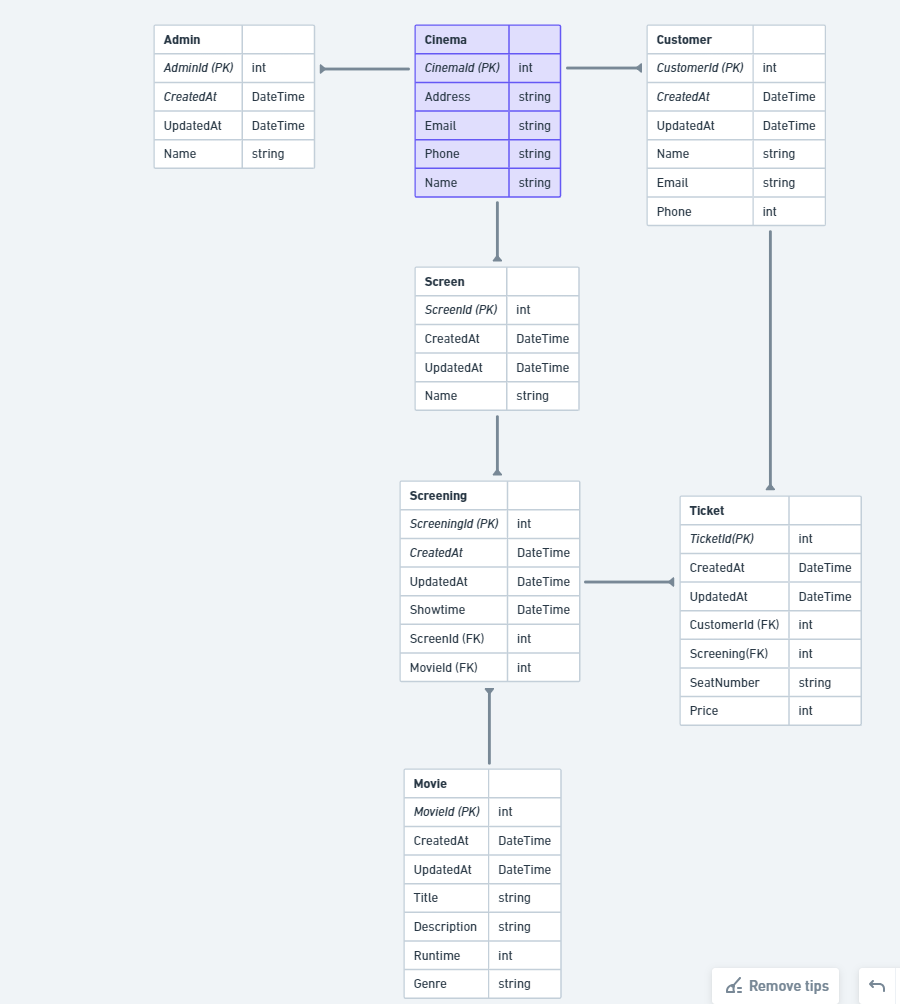 Admin
AdminId (PK) int
CreatedAt DateTime
UpdatedAt DateTime
Name string
Cinema
CinemaId (PK) int
Address string
Email string
Phone string
Name string
Customer
CustomerId (PK) int
CreatedAt DateTime
UpdatedAt DateTime
Name string
Email string
Phone int
Screen
ScreenId (PK) int
CreatedAt DateTime
UpdatedAt DateTime
Name string
Screening
ScreeningId (PK) int
CreatedAt DateTime
UpdatedAt DateTime
Showtime DateTime
ScreenId (FK) int
MovieId (FK) int
Ticket
TicketId(PK) int
CreatedAt DateTime
UpdatedAt DateTime
CustomerId (FK) int
Screening(FK) int
SeatNumber string
Price int
Movie
MovieId (PK) int
CreatedAt DateTime
UpdatedAt DateTime
Title string
Description string
Runtime int
Genre string
Remove tips